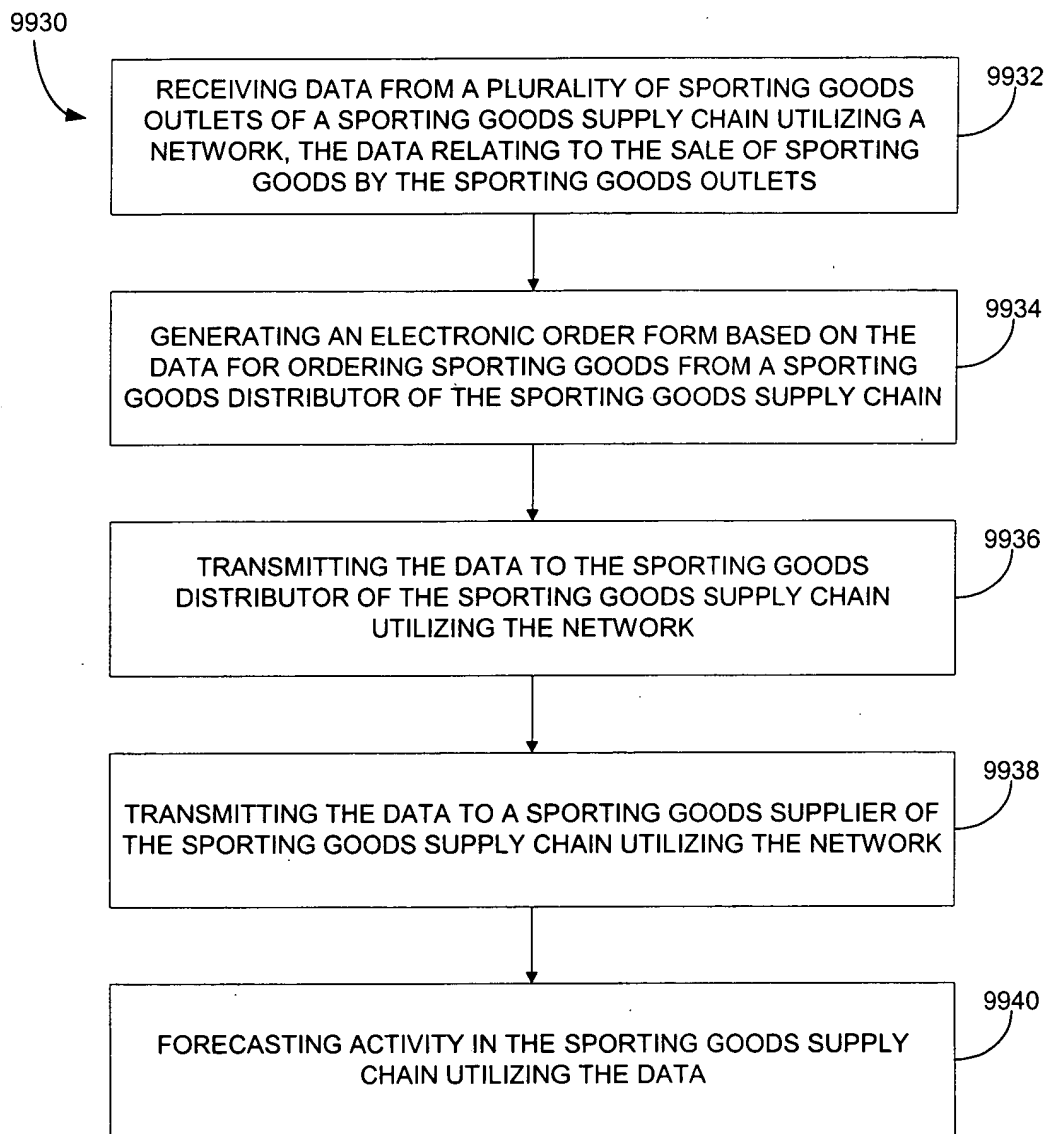 9930
RECEIVING DATA FROM A PLURALITY OF SPORTING GOODS
OUTLETS OF A SPORTING GOODS SUPPLY CHAIN UTILIZING A
NETWORK, THE DATA RELATING TO THE SALE OF SPORTING
GOODS BY THE SPORTING GOODS OUTLETS
9932
GENERATING AN ELECTRONIC ORDER FORM BASED ON THE
DATA FOR ORDERING SPORTING GOODS FROM A SPORTING
GOODS DISTRIBUTOR OF THE SPORTING GOODS SUPPLY CHAIN
9934
TRANSMITTING THE DATA TO THE SPORTING GOODS
DISTRIBUTOR OF THE SPORTING GOODS SUPPLY CHAIN
UTILIZING THE NETWORK
9936
TRANSMITTING THE DATA TO A SPORTING GOODS SUPPLIER OF
THE SPORTING GOODS SUPPLY CHAIN UTILIZING THE NETWORK
9938
FORECASTING ACTIVITY IN THE SPORTING GOODS SUPPLY
CHAIN UTILIZING THE DATA
9940